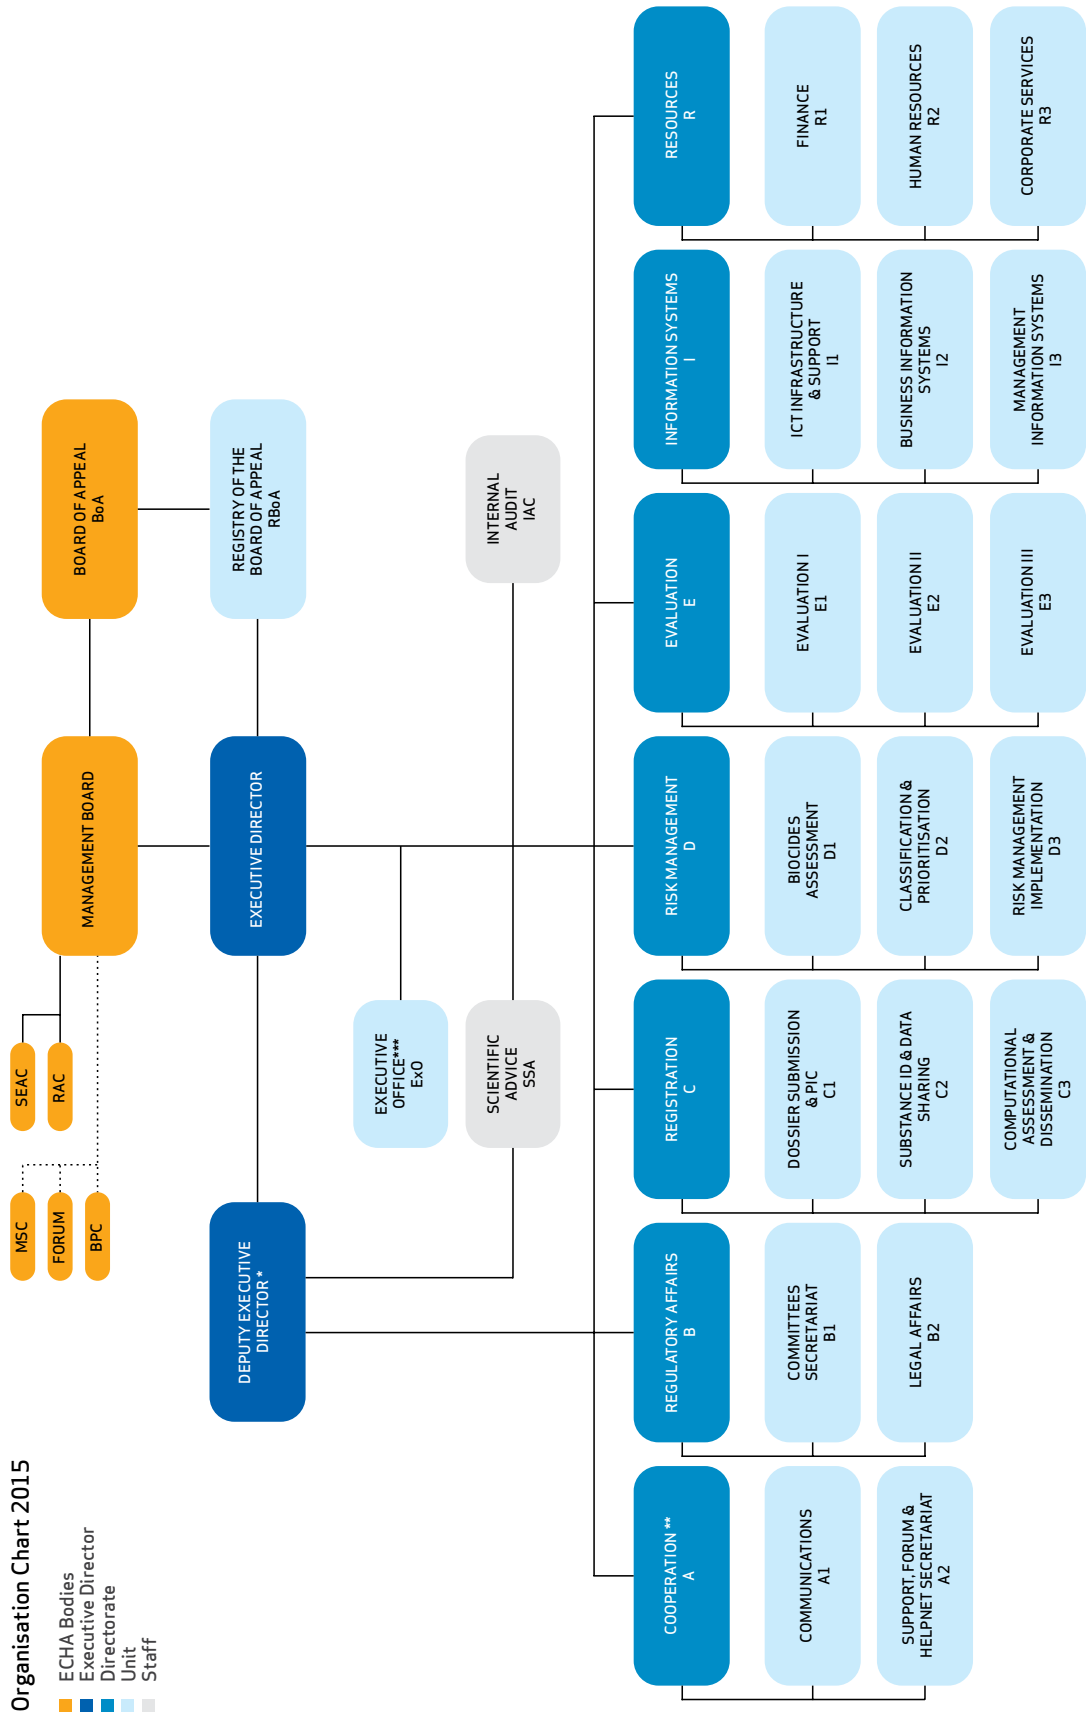 Organisation Chart 2015
ECHA Bodies
Executive Director
Directorate
Unit
Staff
MSC
FORUM
BPC
SEAC
RAC
MANAGEMENT BOARD
BOARD OF APPEAL
BoA
DEPUTY EXECUTIVE
DIRECTOR *
EXECUTIVE DIRECTOR
REGISTRY OF THE
BOARD OF APPEAL
RBoA
EXECUTIVE
OFFICE***
ExO
SCIENTIFIC
ADVICE
SSA
INTERNAL
AUDIT
IAC
COOPERATION **
A
REGULATORY AFFAIRS
B
REGISTRATION
C
RISK MANAGEMENT
D
EVALUATION
E
INFORMATION SYSTEMS
I
RESOURCES
R
COMMUNICATIONS
A1
COMMITTEES
SECRETARIAT
B1
DOSSIER SUBMISSION
& PIC
C1
BIOCIDES
ASSESSMENT
D1
EVALUATION I
E1
ICT INFRASTRUCTURE
& SUPPORT
I1
FINANCE
R1
SUPPORT, FORUM &
HELPNET SECRETARIAT
A2
LEGAL AFFAIRS
B2
SUBSTANCE ID & DATA
SHARING
C2
CLASSIFICATION &
PRIORITISATION
D2
EVALUATION II
E2
BUSINESS INFORMATION
SYSTEMS
I2
HUMAN RESOURCES
R2
COMPUTATIONAL
ASSESSMENT &
DISSEMINATION
C3
RISK MANAGEMENT
IMPLEMENTATION
D3
EVALUATION III
E3
MANAGEMENT
INFORMATION SYSTEMS
I3
CORPORATE SERVICES
R3